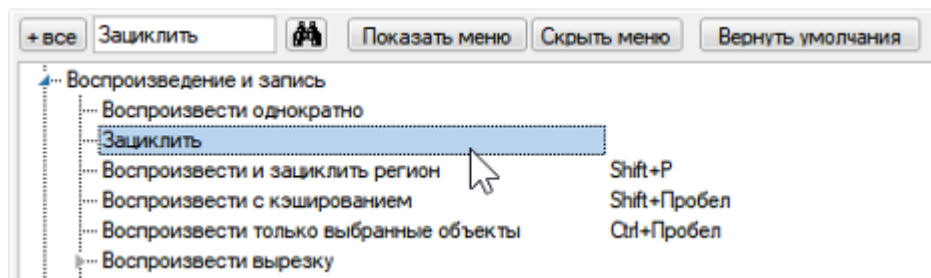 +все Зациклить Показать меню Скрыть меню Вернуть умолчания
Воспроизведение и запись
Воспроизвести однократно
Зациклить
Воспроизвести и зациклить регион Shift+P
Воспроизвести с кэшированием Shift+Пробел
Воспроизвести только выбранные объекты Ctrl+Пробел
Воспроизвести вырезку